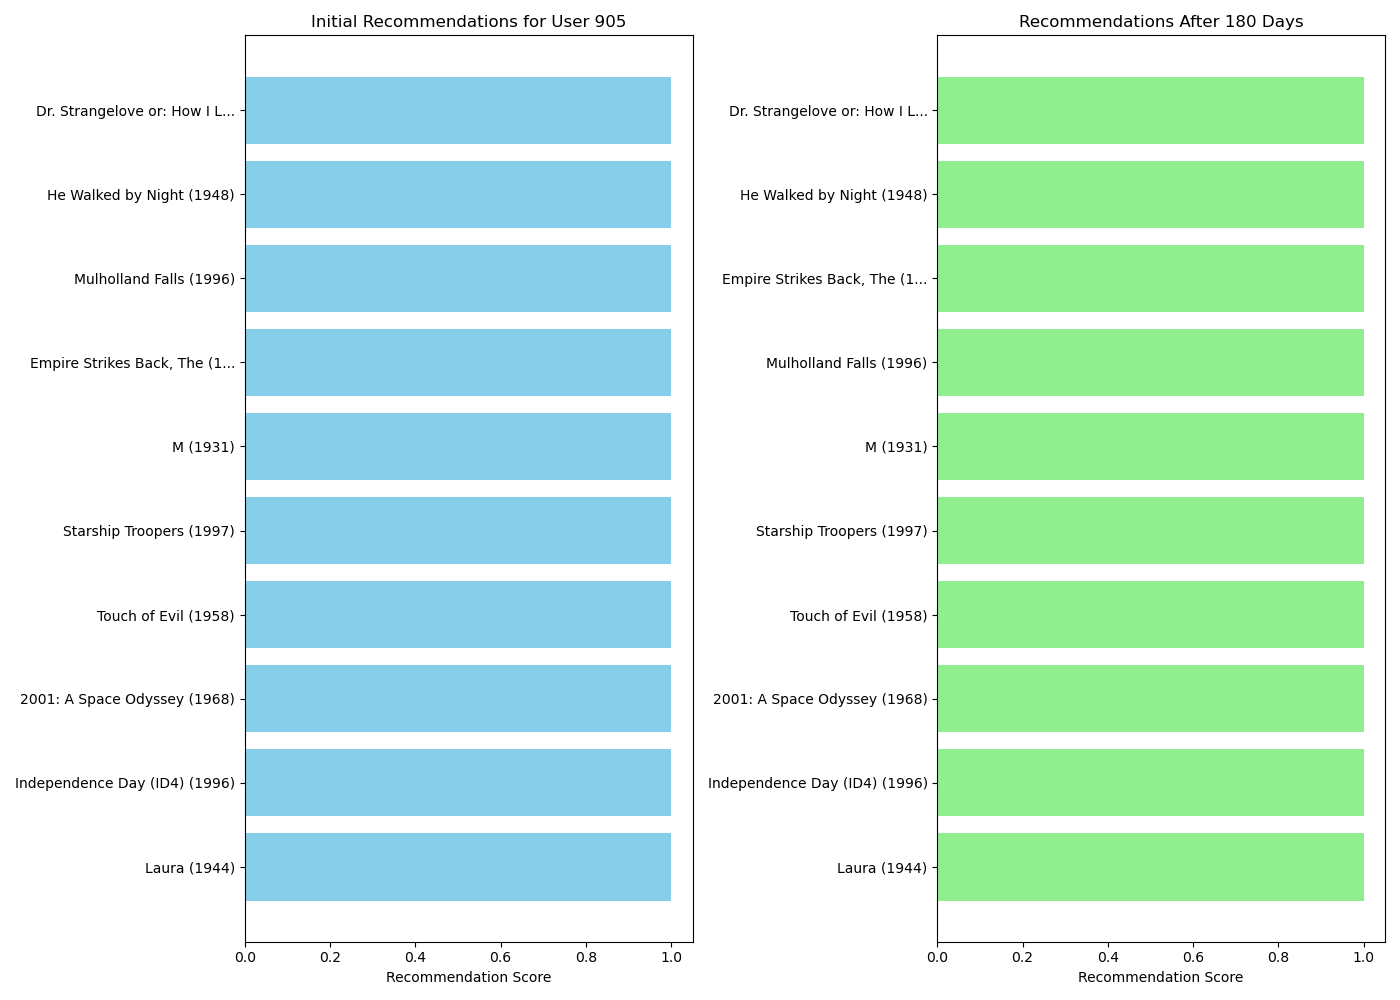 Initial Recommendations for User 905
Dr. Strangelove or: How I L...
He Walked by Night (1948)
Mulholland Falls (1996)
Empire Strikes Back, The (1...
M (1931)
Starship Troopers (1997)
Touch of Evil (1958)
2001: A Space Odyssey (1968)
Independence Day (ID4) (1996)
Laura (1944)
0.0 0.2 0.4 0.6 0.8 1.0
Recommendation Score
Recommendations After 180 Days
Dr. Strangelove or: How I L...
He Walked by Night (1948)
Empire Strikes Back, The (1...
Mulholland Falls (1996)
M (1931)
Starship Troopers (1997)
Touch of Evil (1958)
2001: A Space Odyssey (1968)
Independence Day (ID4) (1996)
Laura (1944)
0.0 0.2 0.4 0.6 0.8 1.0
Recommendation Score